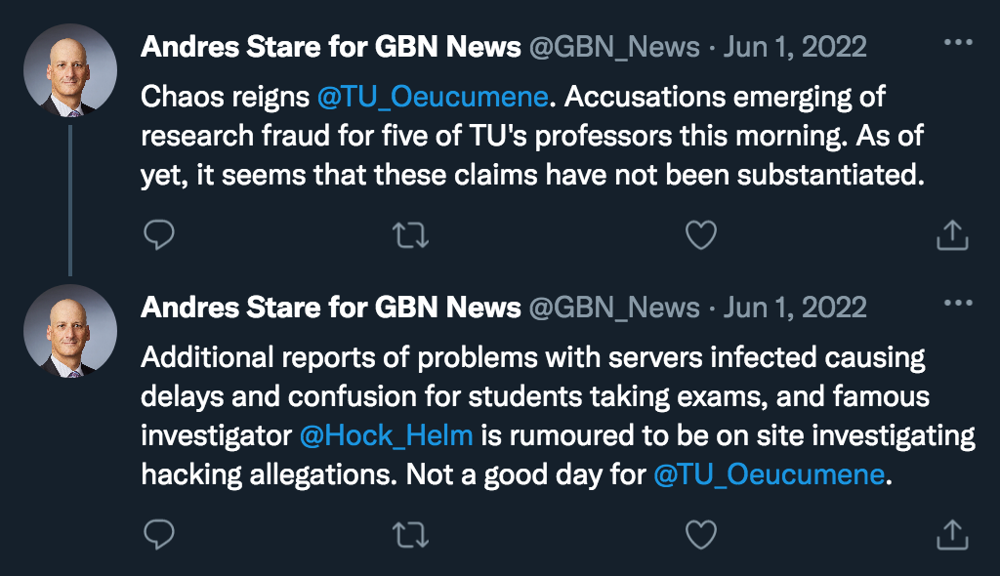 Andres Stare for GBN News @GBN_News · Jun 1, 2022
Chaos reigns @TU_Oeucumene. Accusations emerging of
research fraud for five of TU's professors this morning. As of
yet, it seems that these claims have not been substantiated.
Andres Stare for GBN News @GBN_News · Jun 1, 2022
Additional reports of problems with servers infected causing
delays and confusion for students taking exams, and famous
investigator @Hock_Helm is rumoured to be on site investigating
hacking allegations. Not a good day for @TU_Oeucumene.